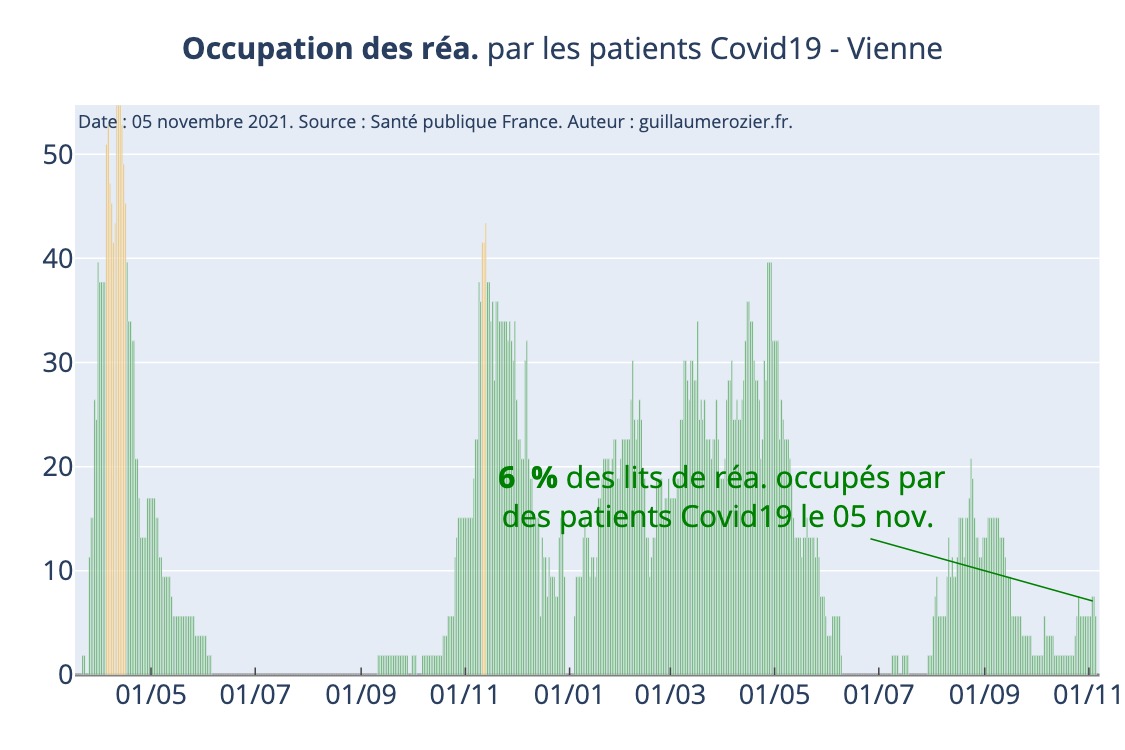 Occupation des réa. par les patients Covid19 - Vienne
Date : 05 novembre 2021. Source : Santé publique France. Auteur : guillaumerozier.fr.
50
40
30
20
10
0
6 % des lits de réa. occupés par
des patients Covid19 le 05 nov.
01/05 01/07 01/09 01/11 01/01 01/03 01/05 01/07 01/09 01/11